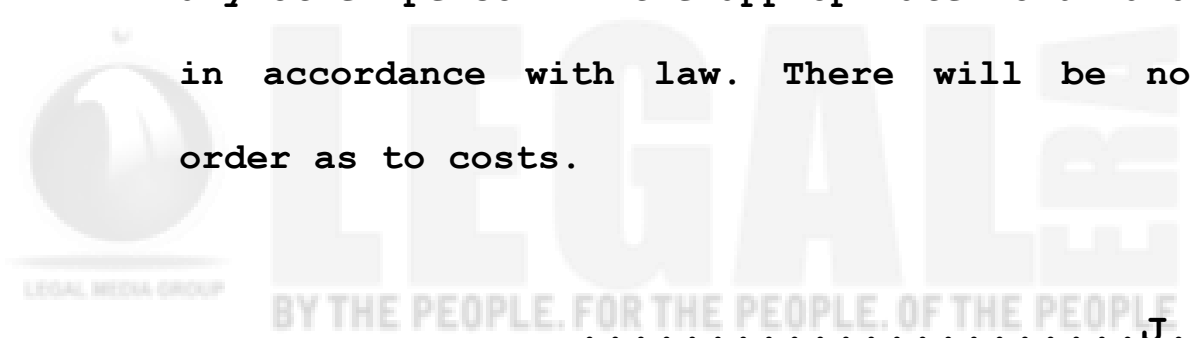 in accordance with law. There will be no
order as to costs.
LEGAL ERA
LEGAL MEDIA GROUP
BY THE PEOPLE. FOR THE PEOPLE. OF THE PEOPLE
........................J.